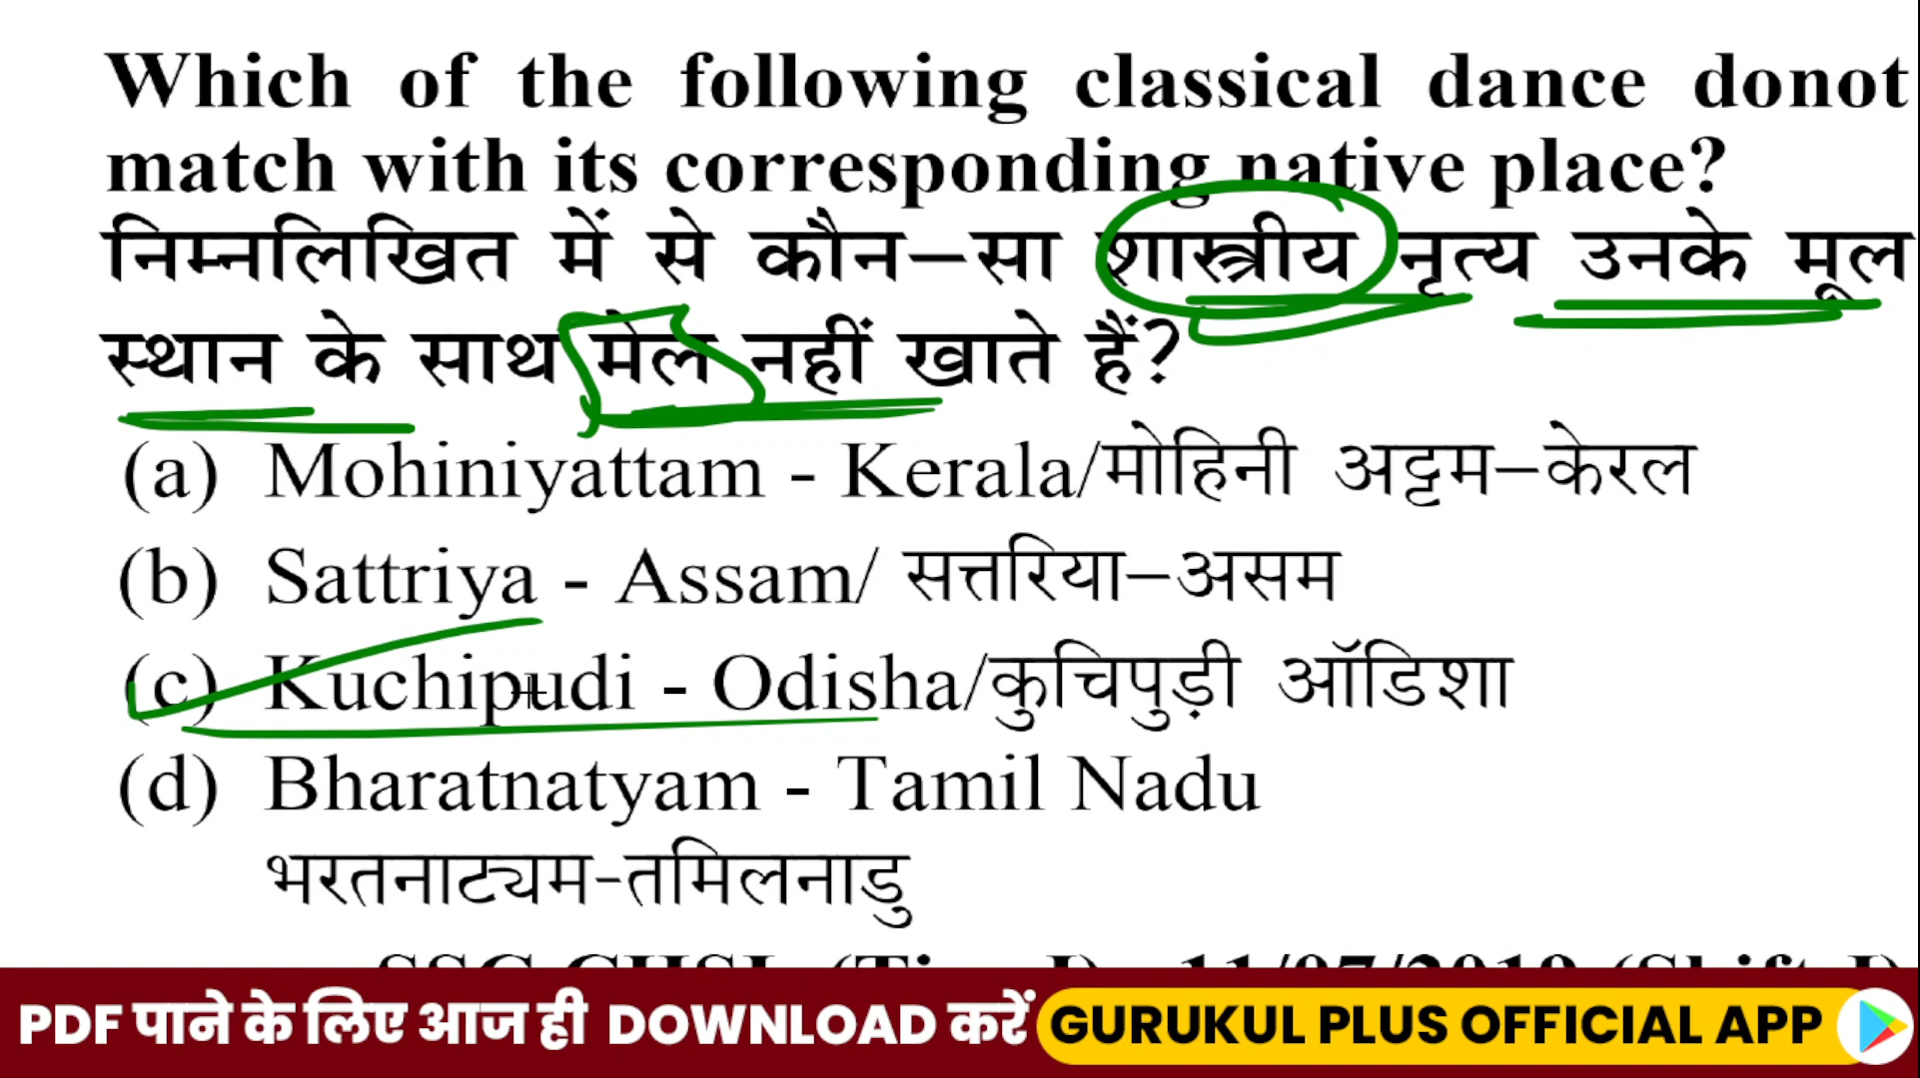 Which of the following classical dance donot
match with its corresponding native place?
निम्नलिखित में से कौन–सा शास्त्रीय नृत्य उनके मूल
स्थान के साथ मेल नहीं खाते हैं?
(a) Mohiniyattam - Kerala/मोहिनी अट्टम–केरल
(b) Sattriya - Assam/ सत्तरिया–असम
(c) Kuchipudi - Odisha/कुचिपुड़ी ऑडिशा
(d) Bharatnatyam - Tamil Nadu
भरतनाट्यम-तमिलनाडु
PDF पाने के लिए आज ही DOWNLOAD करें GURUKUL PLUS OFFICIAL APP